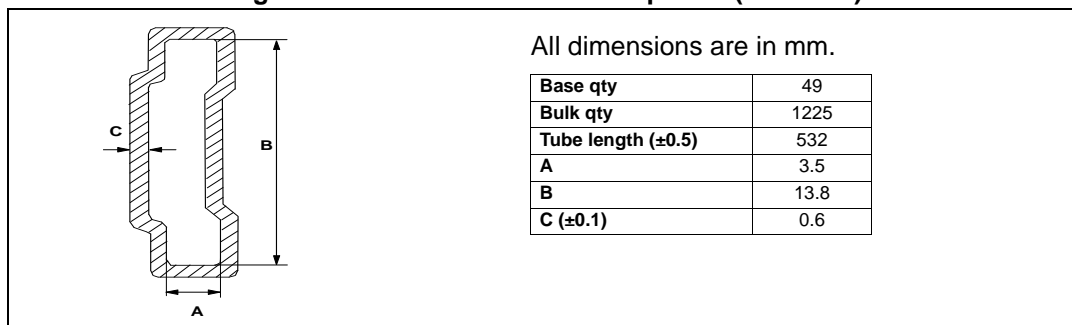 All dimensions are in mm.
Base qty 49
Bulk qty 1225
Tube length (±0.5) 532
A 3.5
B 13.8
C (±0.1) 0.6
C
B
A